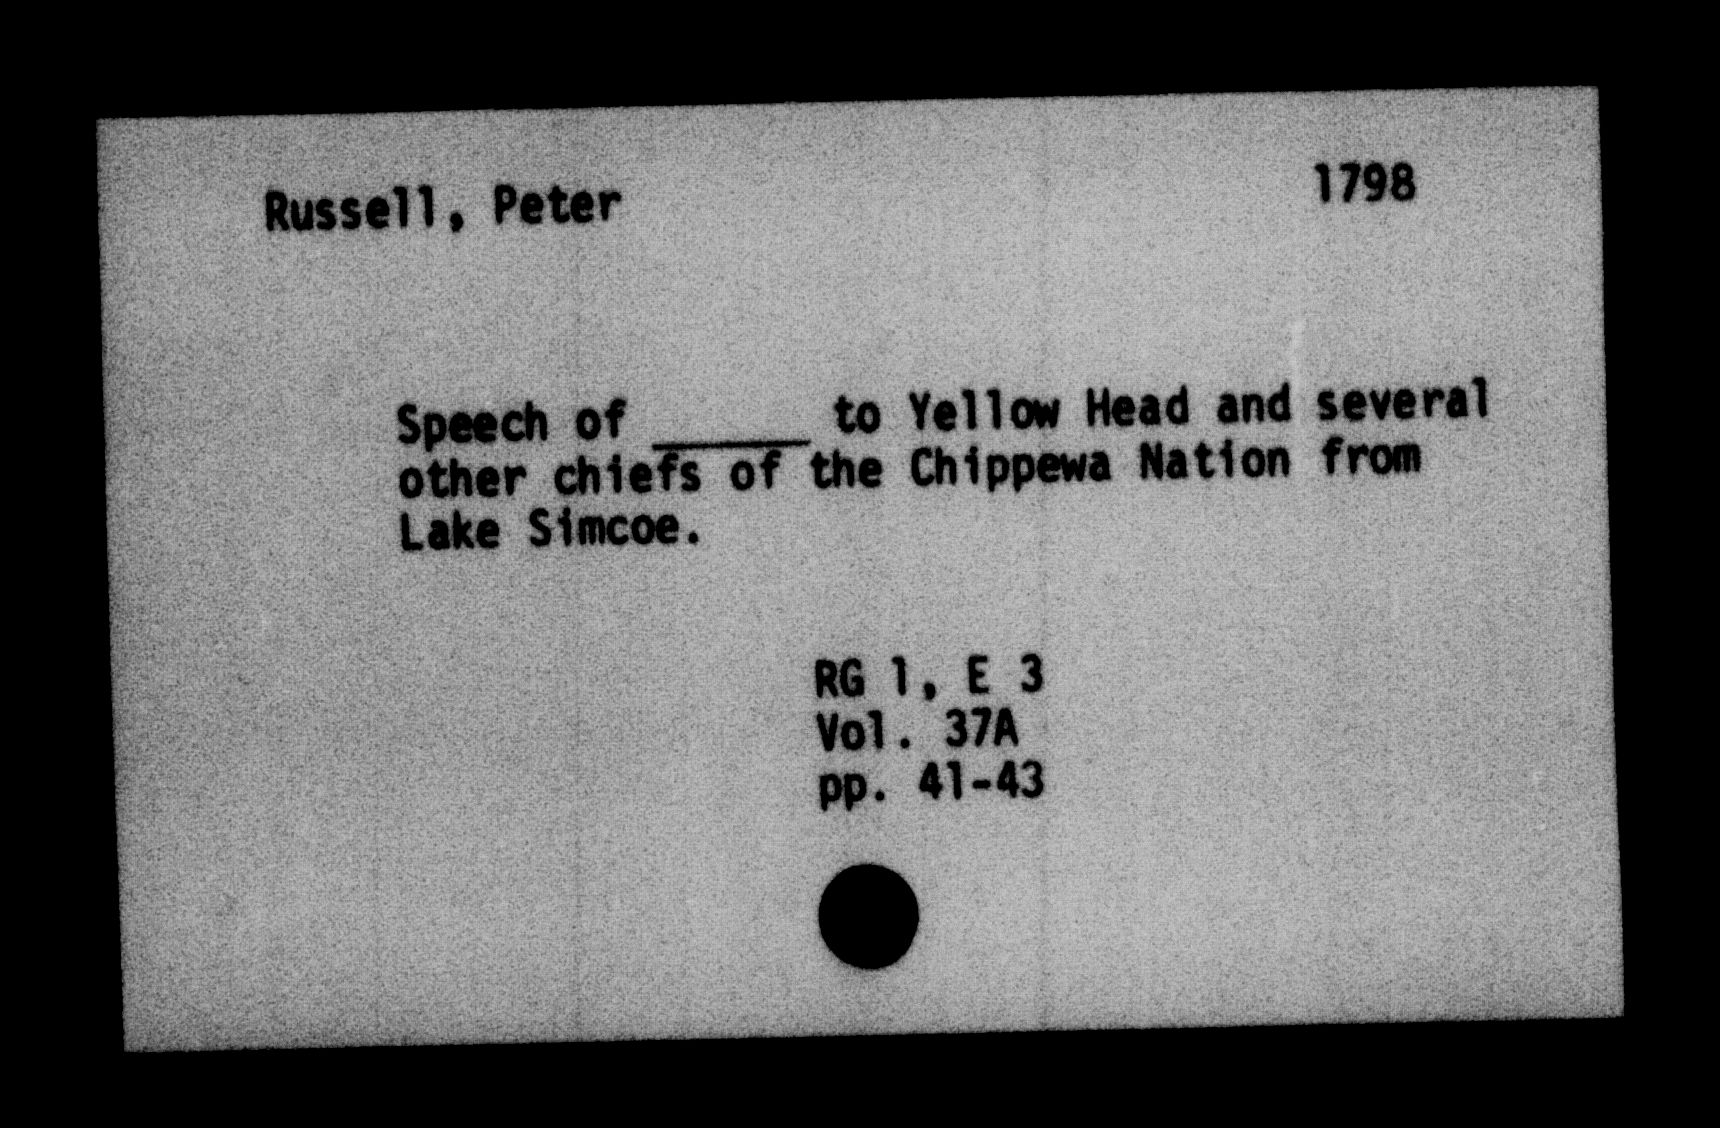 Russell, Peter 1798
Speech of ______ to Yellow Head and several
other chiefs of the Chippewa Nation from
Lake Simcoe.
RG 1, E 3
Vol. 37A
pp. 41-43